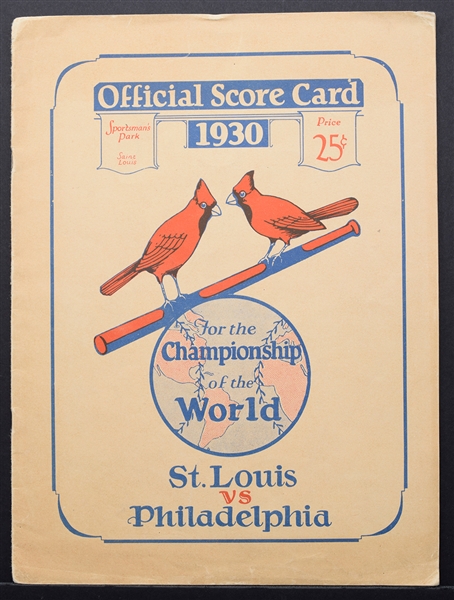 Official Score Card
Sportsman's
Park
Saint
Louis
1930
Price
25¢
for the
Championship
of the
World
St. Louis
vs
Philadelphia